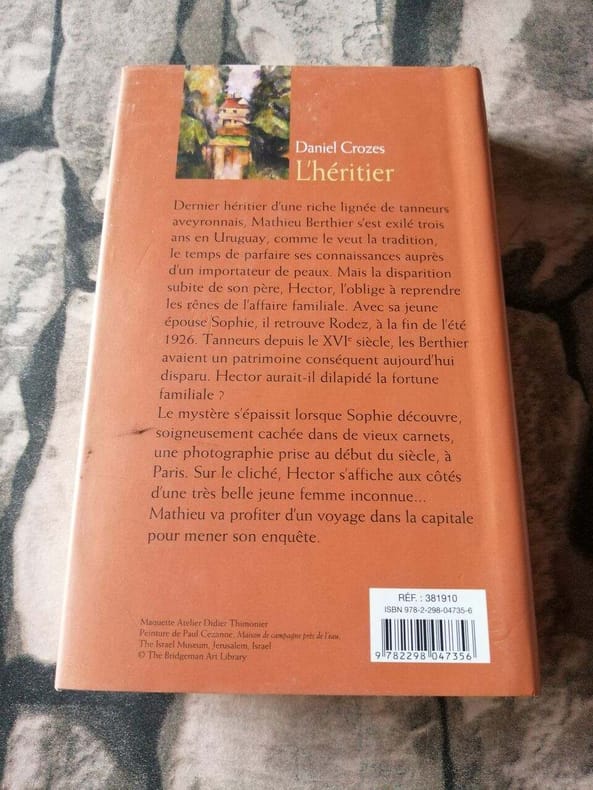 Daniel Crozes
L'héritier
Dernier héritier d'une riche lignée de tanneurs
aveyronnais, Mathieu Berthier s'est exilé trois
ans en Uruguay, comme le veut la tradition,
le temps de parfaire ses connaissances auprès
d'un importateur de peaux. Mais la disparition
subite de son père, Hector, l'oblige à reprendre
les rênes de l'affaire familiale. Avec sa jeune
épouse Sophie, il retrouve Rodez, à la fin de l'été
1926. Tanneurs depuis le XVIe siècle, les Berthier
avaient un patrimoine conséquent aujourd'hui
disparu. Hector aurait-il dilapidé la fortune
familiale ?
Le mystère s'épaissit lorsque Sophie découvre,
soigneusement cachée dans de vieux carnets,
une photographie prise au début du siècle, à
Paris. Sur le cliché, Hector s'affiche aux côtés
d'une très belle jeune femme inconnue...
Mathieu va profiter d'un voyage dans la capitale
pour mener son enquête.
RÉF. : 381910
ISBN 978-2-298-04735-6
9 782298 047356
Maquette Atelier Didier Thimonier
Peinture de Paul Cezanne, Maison de campagne près de l'eau,
The Israel Museum, Jerusalem, Israel
© The Bridgeman Art Library